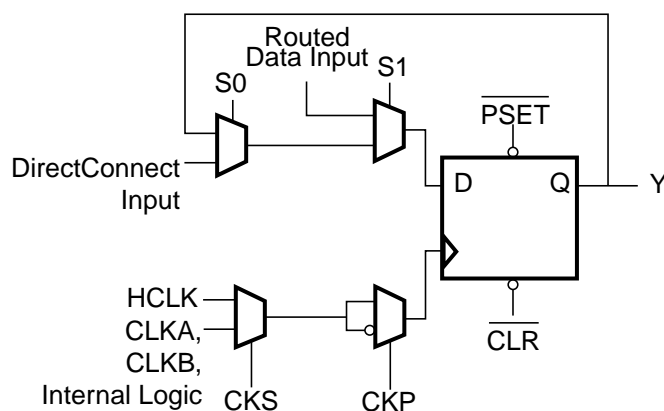 Routed
Data Input
S1
S0
PSET
DirectConnect
Input
D
Q
Y
HCLK
CLKA,
CLKB,
Internal Logic
CKS
CKP
CLR